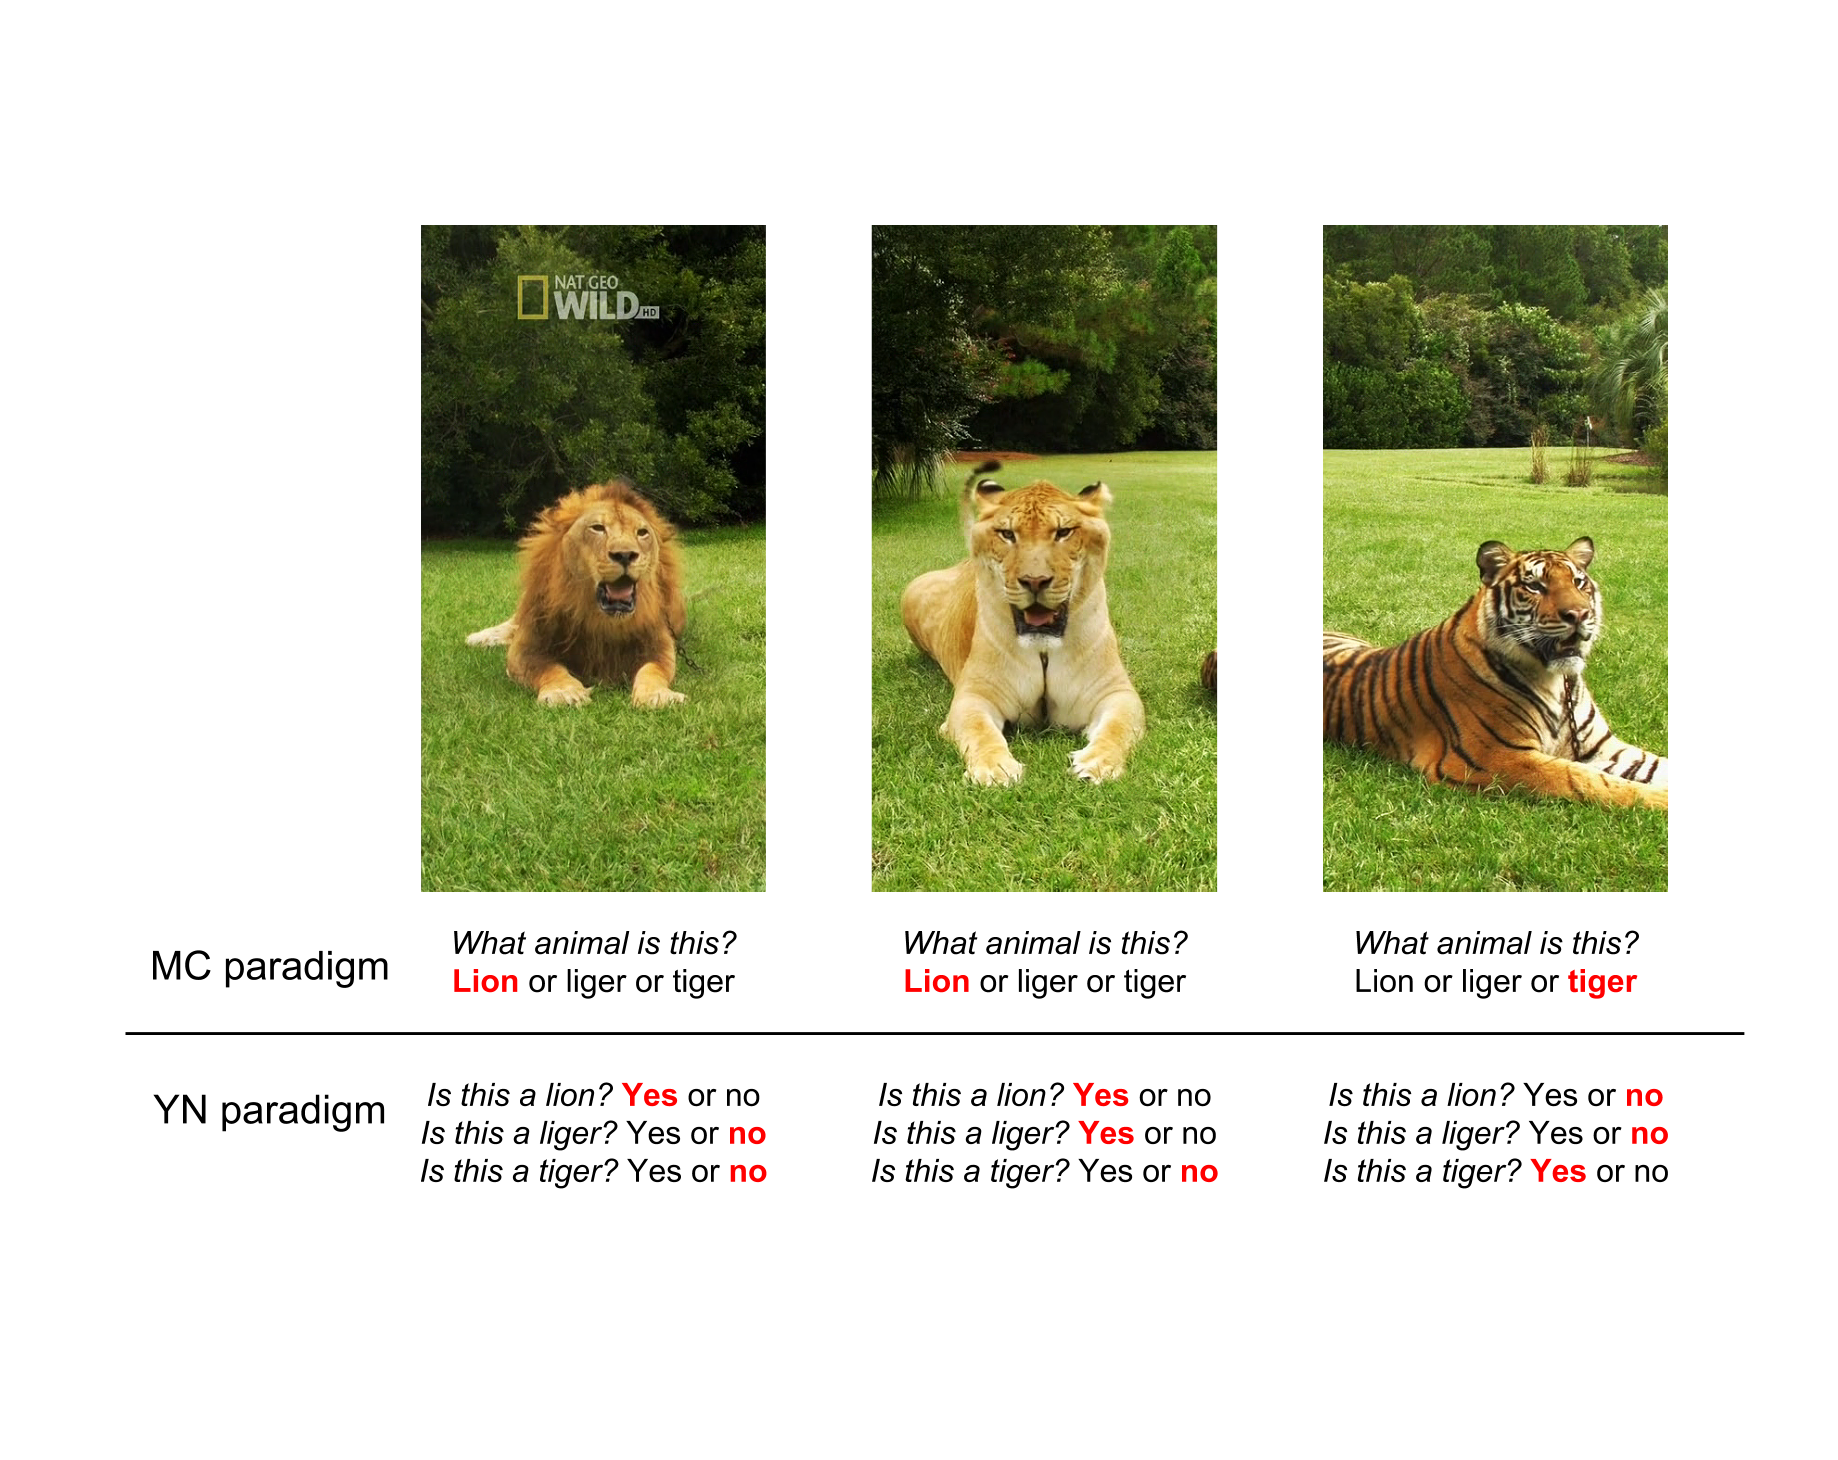 NAT GEO
WILD HD
MC paradigm
What animal is this?
Lion or liger or tiger
What animal is this?
Lion or liger or tiger
What animal is this?
Lion or liger or tiger
YN paradigm
Is this a lion? Yes or no
Is this a liger? Yes or no
Is this a tiger? Yes or no
Is this a lion? Yes or no
Is this a liger? Yes or no
Is this a tiger? Yes or no
Is this a lion? Yes or no
Is this a liger? Yes or no
Is this a tiger? Yes or no